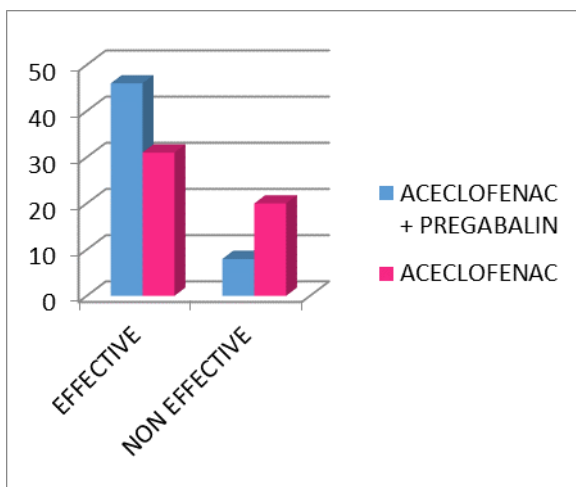 50
40
30
20
10
0
EFFECTIVE
NON EFFECTIVE
ACECLOFENAC
+ PREGABALIN
ACECLOFENAC